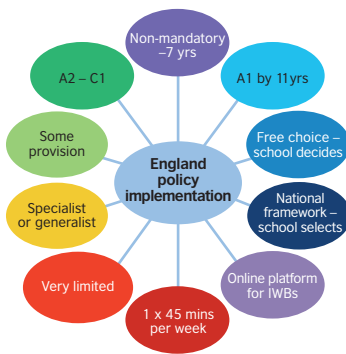 Non-mandatory
–7 yrs
A1 by 11yrs
Free choice –
school decides
National
framework –
school selects
Online platform
for IWBs
1 x 45 mins
per week
Very limited
Specialist
or generalist
Some
provision
A2 – C1
England
policy
implementation